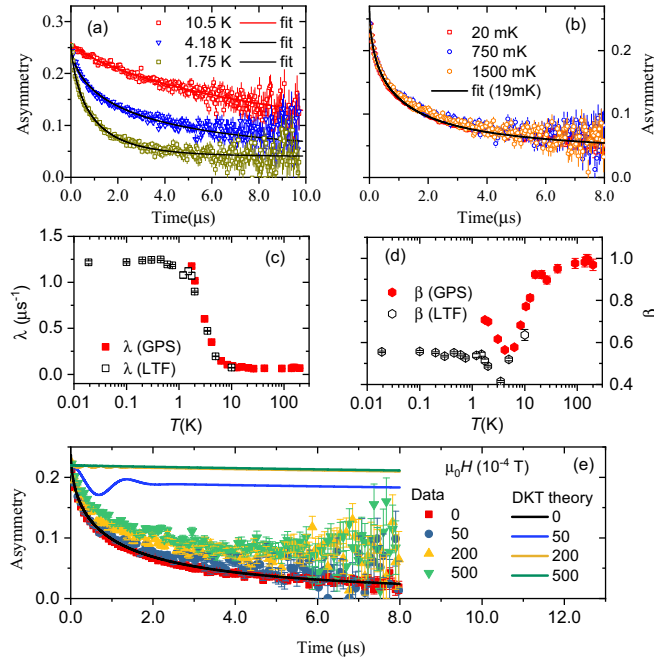 (a)
10.5 K fit
4.18 K fit
1.75 K fit
Asymmetry
0.3
0.2
0.1
0.0
0.0 2.0 4.0 6.0 8.0 10.0
Time(μs)
(b)
20 mK
750 mK
1500 mK
fit (19mK)
Asymmetry
0.2
0.1
0.0
0.0 2.0 4.0 6.0 8.0
Time(μs)
(c)
λ (μs⁻¹)
1.5
1.0
0.5
0.0
λ (GPS)
λ (LTF)
0.01 0.1 1 10 100
T(K)
(d)
β (GPS)
β (LTF)
1.0
0.8
0.6
0.4
β
0.01 0.1 1 10 100
T(K)
(e)
μ₀H (10⁻⁴ T)
Data DKT theory
0 0
50 50
200 200
500 500
Asymmetry
0.2
0.1
0.0
0.0 2.0 4.0 6.0 8.0 10.0 12.0
Time (μs)